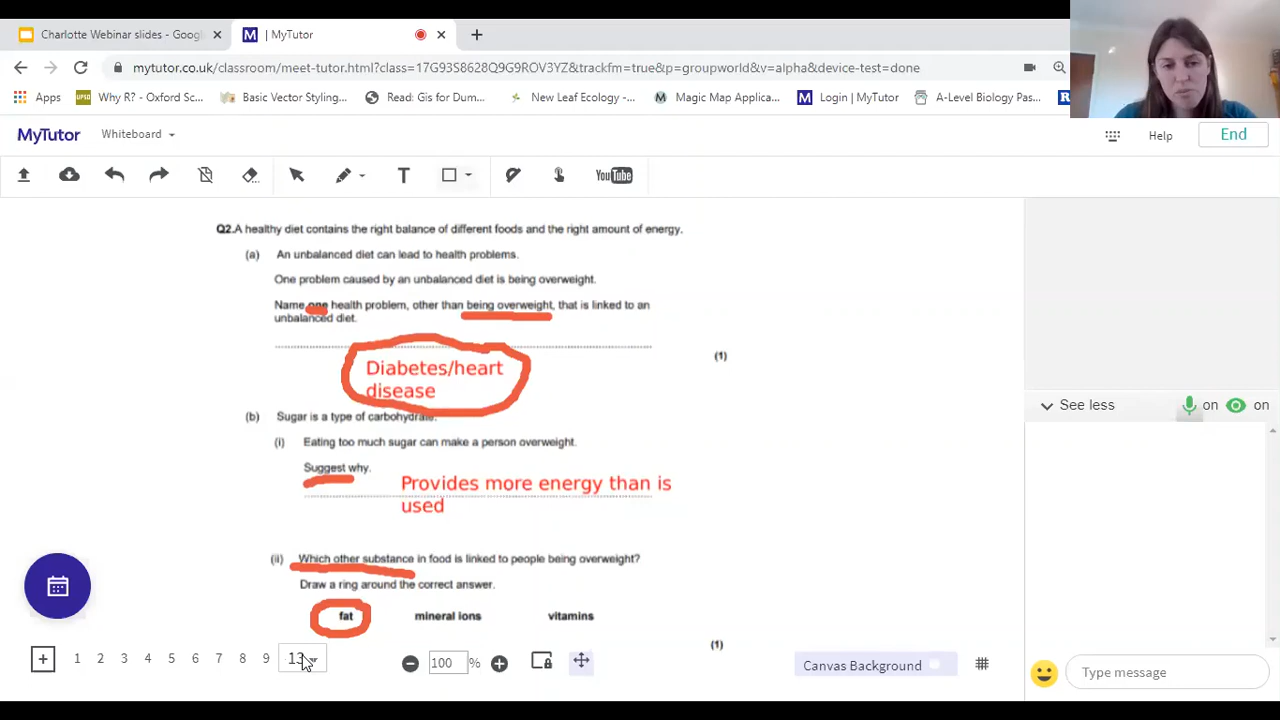 Charlotte Webinar slides - Goog
| MyTutor
mytutor.co.uk/classroom/meet-tutor.html?class=17G93S8628Q9G9ROV3YZ&trackfm=true&p=groupworld&v=alpha&device-test=done
Apps Why R? - Oxford Sc... Basic Vector Styling... Read: Gis for Dum... New Leaf Ecology -... Magic Map Applica... Login | MyTutor A-Level Biology Pas...
MyTutor Whiteboard Help End
T YouTube
Q2.A healthy diet contains the right balance of different foods and the right amount of energy.
(a) An unbalanced diet can lead to health problems.
One problem caused by an unbalanced diet is being overweight.
Name one health problem, other than being overweight, that is linked to an
unbalanced diet.
(1)
Diabetes/heart
disease
(b) Sugar is a type of carbohydrate.
(i) Eating too much sugar can make a person overweight.
Suggest why.
Provides more energy than is
used
(ii) Which other substance in food is linked to people being overweight?
Draw a ring around the correct answer.
fat mineral ions vitamins
(1)
See less on on
1 2 3 4 5 6 7 8 9 13 100 % Canvas Background Type message